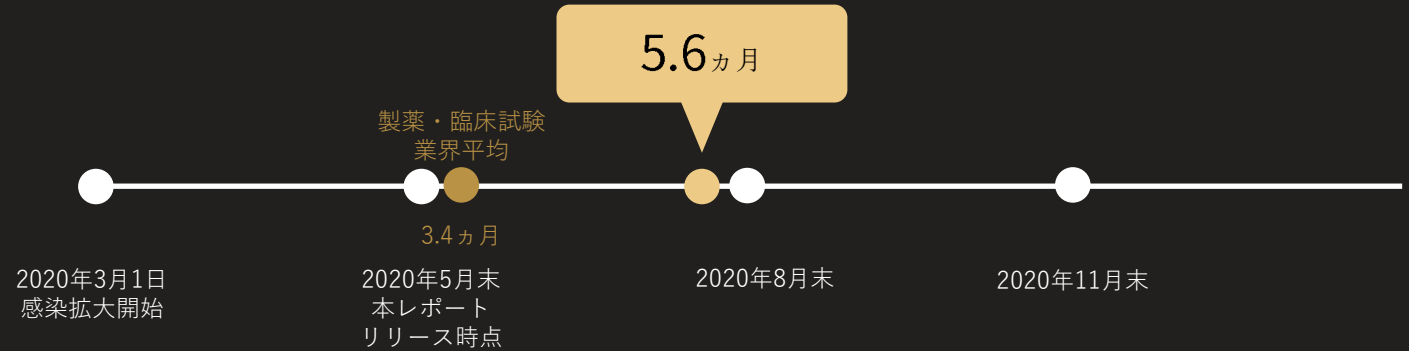 5.6ヵ月
製薬・臨床試験
業界平均
3.4ヵ月
2020年3月1日
感染拡大開始
2020年5月末
本レポート
リリース時点
2020年8月末
2020年11月末